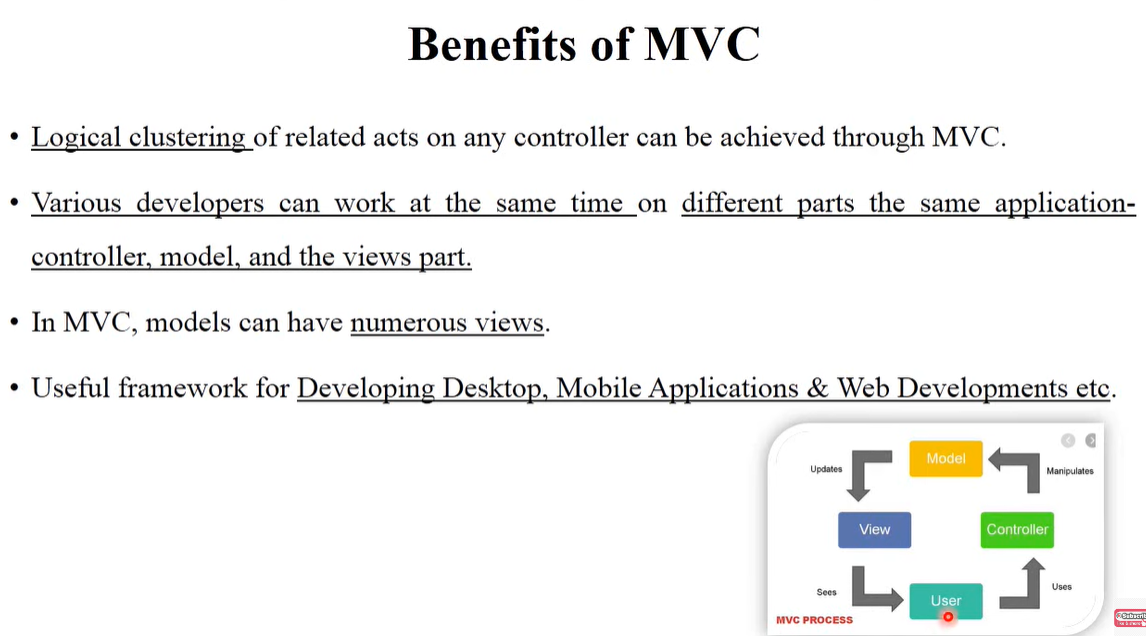 Benefits of MVC
• Logical clustering of related acts on any controller can be achieved through MVC.
• Various developers can work at the same time on different parts the same application-
controller, model, and the views part.
• In MVC, models can have numerous views.
• Useful framework for Developing Desktop, Mobile Applications & Web Developments etc.
Model
Updates
Manipulates
View
Controller
Sees
Uses
User
MVC PROCESS